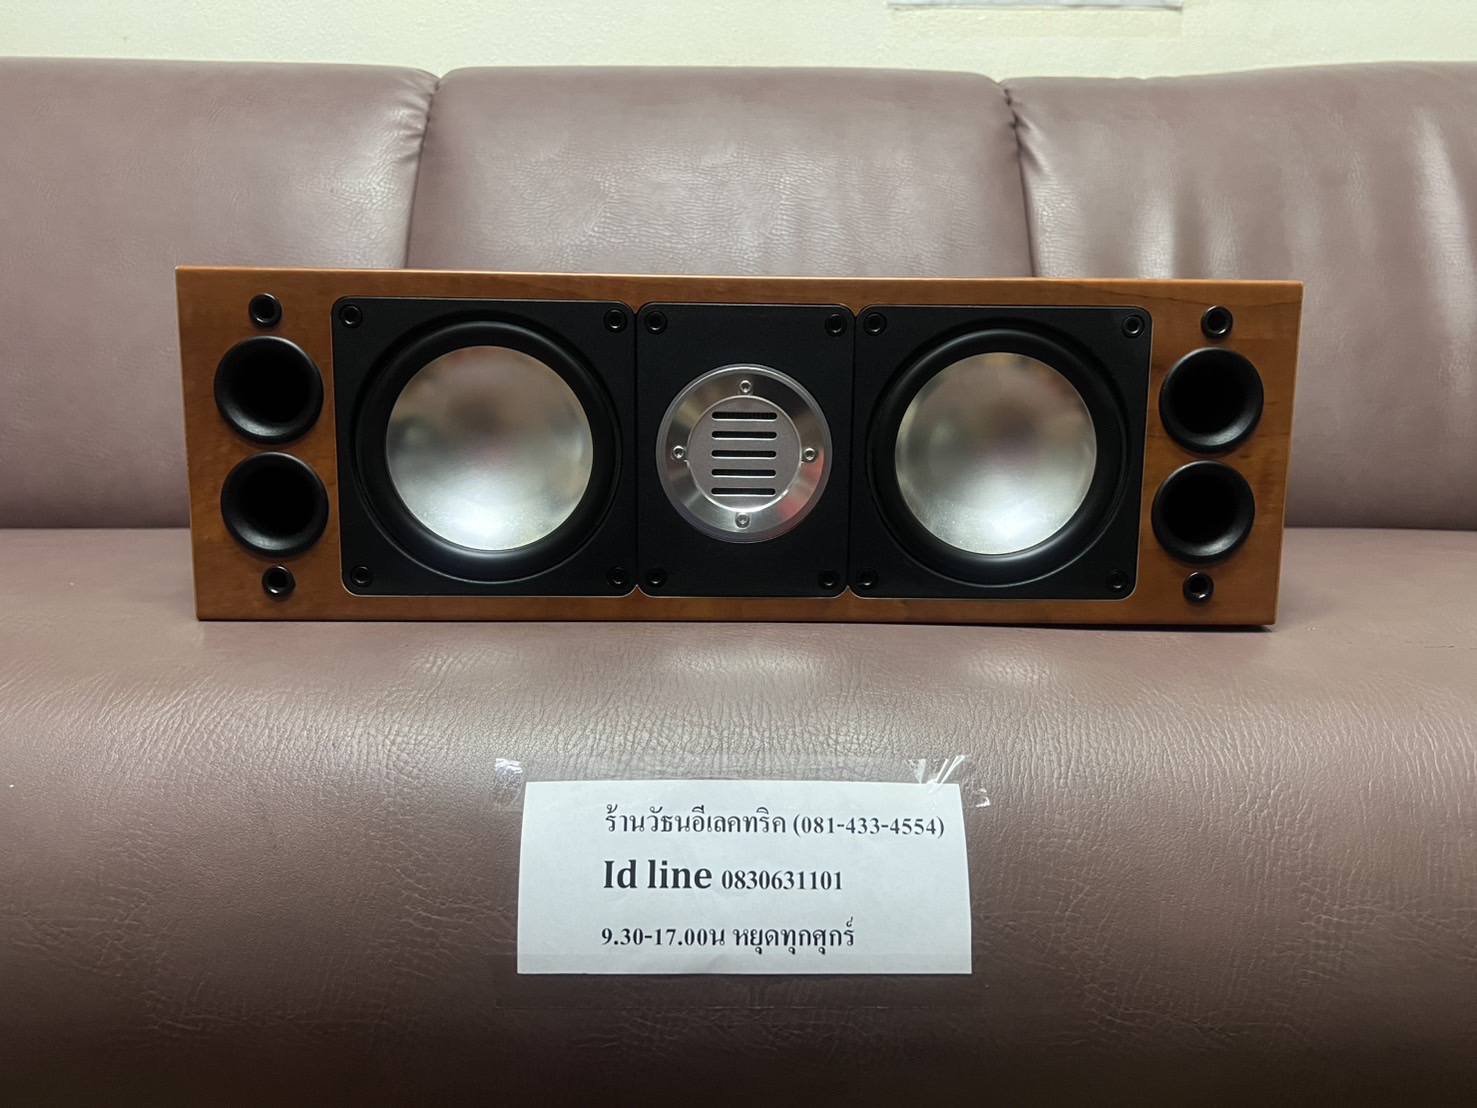 ร้านวัธนอีเลคทริค (081-433-4554)
Id line 0830631101
9.30-17.00น หยุดทุกศุกร์